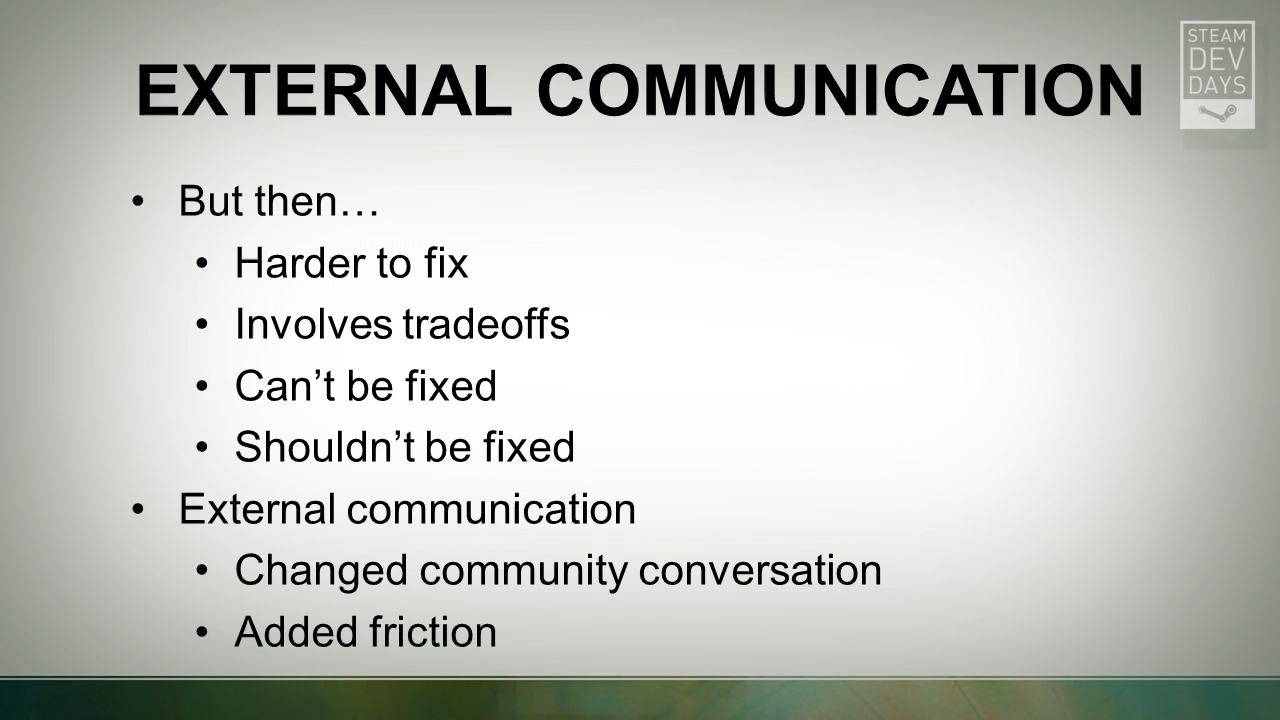 EXTERNAL COMMUNICATION
STEAM
DEV
DAYS
• But then…
• Harder to fix
• Involves tradeoffs
• Can’t be fixed
• Shouldn’t be fixed
• External communication
• Changed community conversation
• Added friction